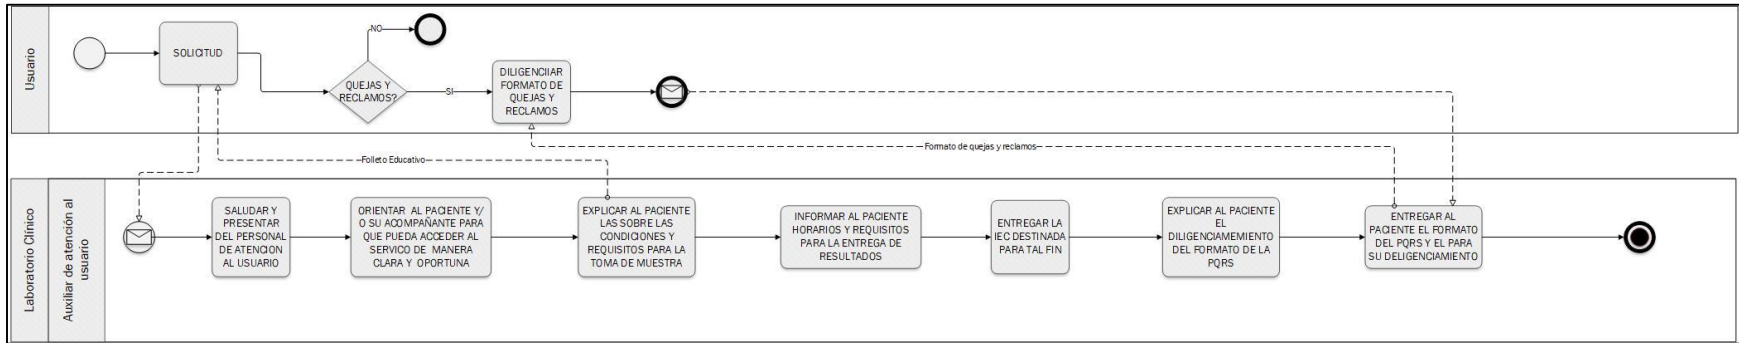 Usuario
SOLICITUD
NO
QUEJAS Y
RECLAMOS?
SI
DILIGENCIIAR
FORMATO DE
QUEJAS Y
RECLAMOS
Formato de quejas y reclamos
Folleto Educativo
Laboratorio Clínico
Auxiliar de atención al
usuario
SALUDAR Y
PRESENTAR
DEL PERSONAL
DE ATENCION
AL USUARIO
ORIENTAR AL PACIENTE Y/
O SU ACOMPAÑANTE PARA
QUE PUEDA ACCEDER AL
SERVICO DE MANERA
CLARA Y OPORTUNA
EXPLICAR AL PACIENTE
LAS SOBRE LAS
CONDICIONES Y
REQUISITOS PARA LA
TOMA DE MUESTRA
INFORMAR AL PACIENTE
HORARIOS Y REQUISITOS
PARA LA ENTREGA DE
RESULTADOS
ENTREGAR LA
IEC DESTINADA
PARA TAL FIN
EXPLICAR AL PACIENTE
EL
DILIGENCIAMEMIENTO
DEL FORMATO DE LA
PQRS
ENTREGAR AL
PACIENTE EL FORMATO
DEL PQRS Y EL PARA
SU DELIGENCIAMIENTO